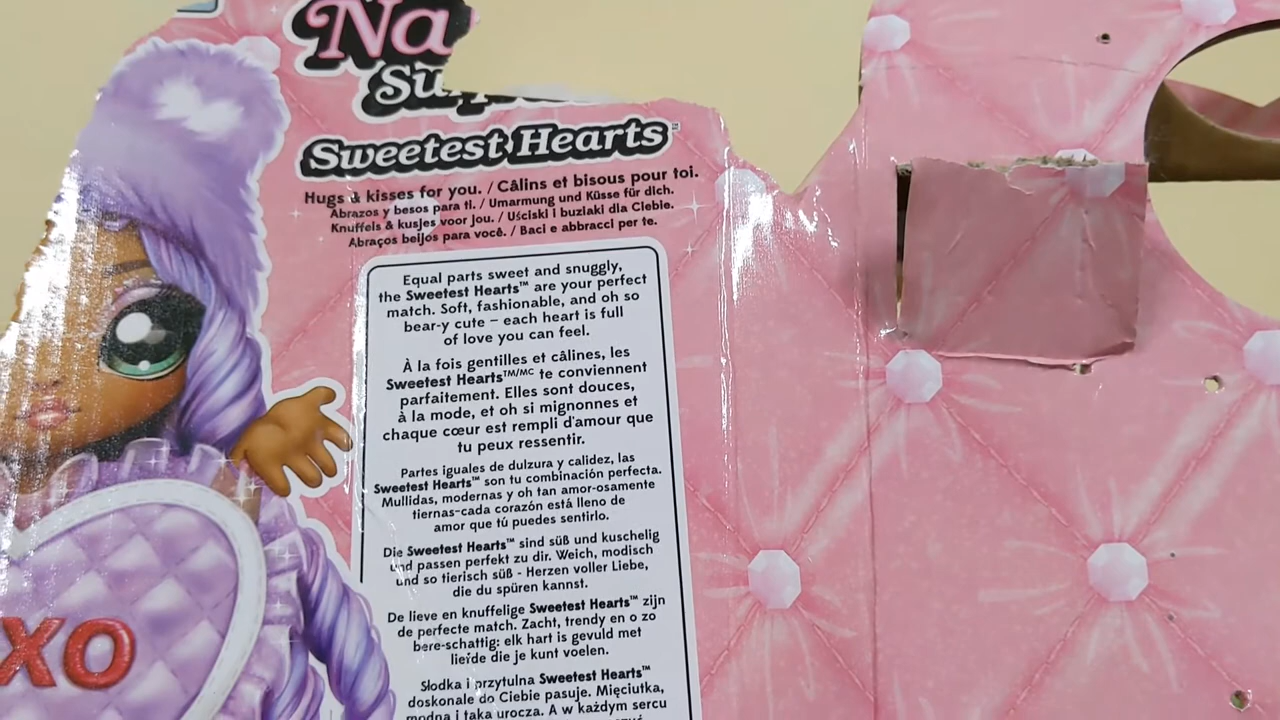 Na
Su
Sweetest Hearts™
Hugs & kisses for you. / Câlins et bisous pour toi.
Abrazos y besos para ti. / Umarmung und Küsse für dich.
Knuffels & kusjes voor jou. / Uściski i buziaki dla Ciebie.
Abraços beijos para você. / Baci e abbracci per te.
Equal parts sweet and snuggly,
the Sweetest Hearts™ are your perfect
match. Soft, fashionable, and oh so
bear-y cute – each heart is full
of love you can feel.
À la fois gentilles et câlines, les
Sweetest Hearts™/MC te conviennent
parfaitement. Elles sont douces,
à la mode, et oh si mignonnes et
chaque cœur est rempli d'amour que
tu peux ressentir.
Partes iguales de dulzura y calidez, las
Sweetest Hearts™ son tu combinación perfecta.
Mullidas, modernas y oh tan amor-osamente
tiernas-cada corazón está lleno de
amor que tú puedes sentirlo.
Die Sweetest Hearts™ sind süß und kuschelig
und passen perfekt zu dir. Weich, modisch
und so tierisch süß - Herzen voller Liebe,
die du spüren kannst.
De lieve en knuffelige Sweetest Hearts™ zijn
de perfecte match. Zacht, trendy en o zo
bere-schattig: elk hart is gevuld met
liefde die je kunt voelen.
Słodka i przytulna Sweetest Hearts™
doskonale do Ciebie pasuje. Mięciutka,
modna i taka urocza. A w każdym sercu
XO